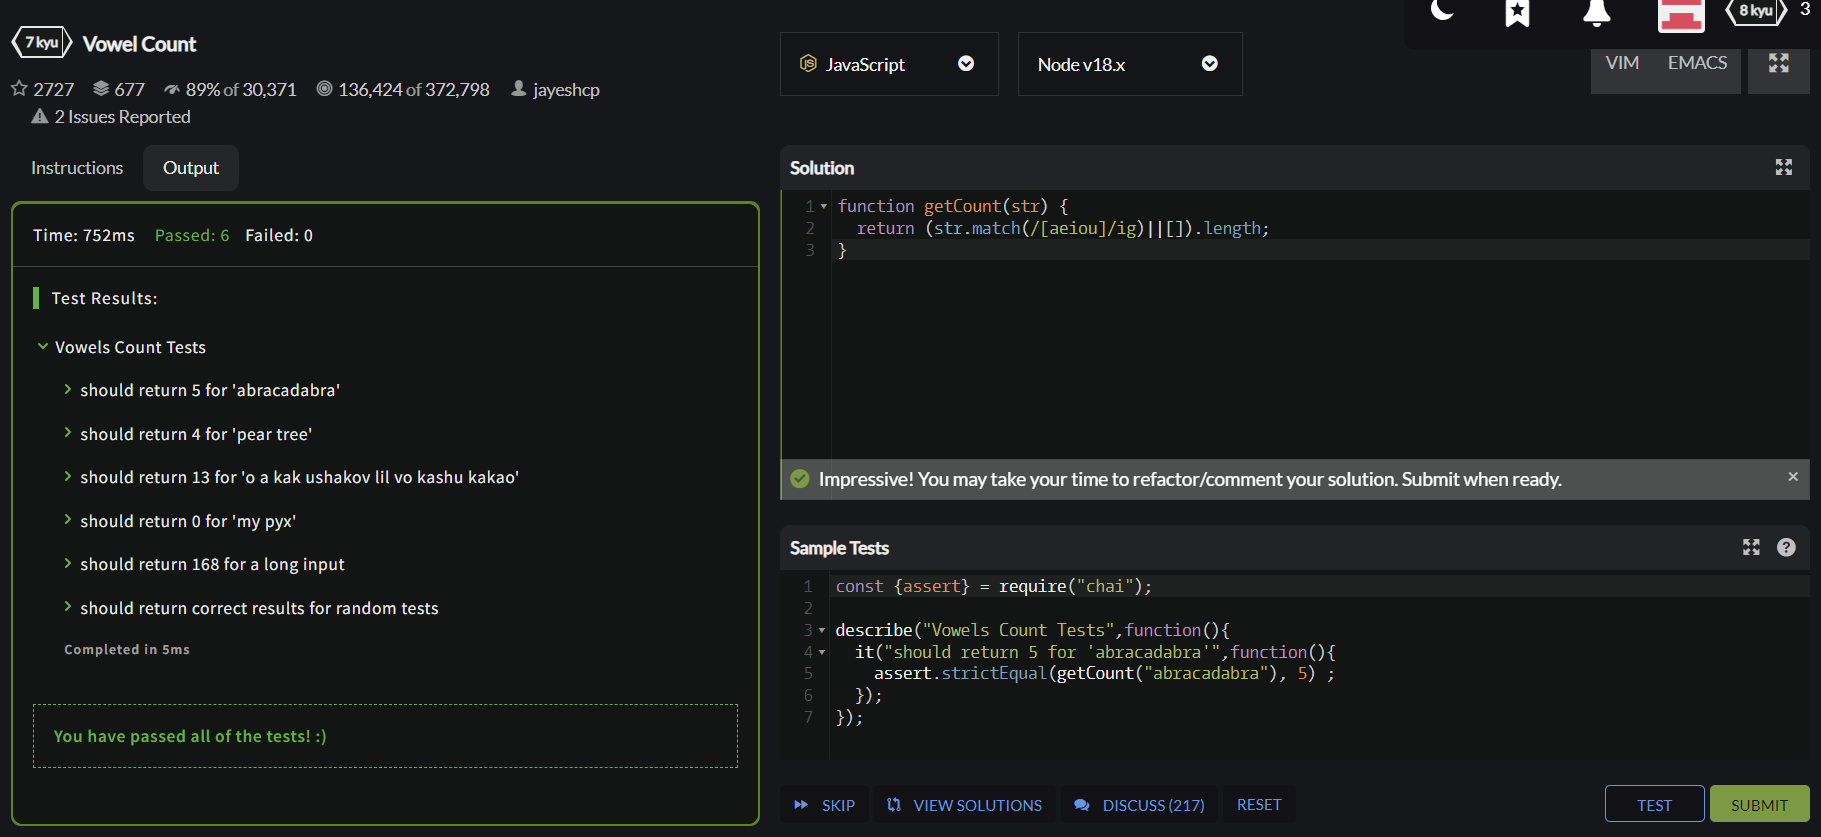 7 kyu Vowel Count
2727 677 89% of 30,371 136,424 of 372,798 jayeshcp
2 Issues Reported
Instructions Output
Time: 752ms Passed: 6 Failed: 0
Test Results:
Vowels Count Tests
should return 5 for 'abracadabra'
should return 4 for 'pear tree'
should return 13 for 'o a kak ushakov lil vo kashu kakao'
should return 0 for 'my pyx'
should return 168 for a long input
should return correct results for random tests
Completed in 5ms
You have passed all of the tests! :)
JavaScript Node v18.x
8 kyu 3
VIM EMACS
Solution
1 function getCount(str) {
2 return (str.match(/[aeiou]/ig)||[]).length;
3 }
Impressive! You may take your time to refactor/comment your solution. Submit when ready. ×
Sample Tests ?
1 const {assert} = require("chai");
2
3 describe("Vowels Count Tests",function(){
4 it("should return 5 for 'abracadabra'",function(){
5 assert.strictEqual(getCount("abracadabra"), 5) ;
6 });
7 });
SKIP VIEW SOLUTIONS DISCUSS (217) RESET TEST SUBMIT